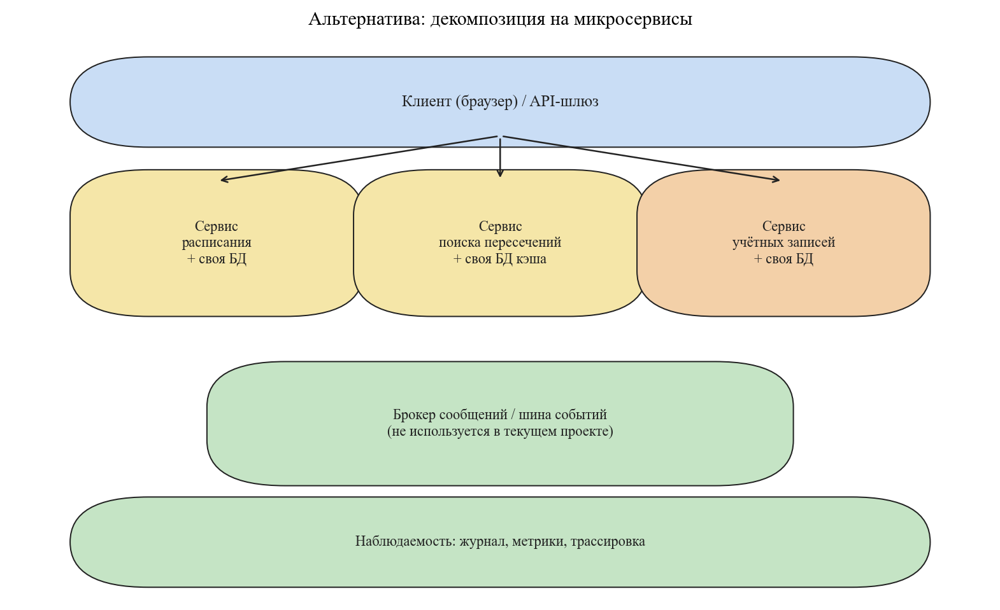 Альтернатива: декомпозиция на микросервисы
Клиент (браузер) / API-шлюз
Сервис
расписания
+ своя БД
Сервис
поиска пересечений
+ своя БД кэша
Сервис
учётных записей
+ своя БД
Брокер сообщений / шина событий
(не используется в текущем проекте)
Наблюдаемость: журнал, метрики, трассировка